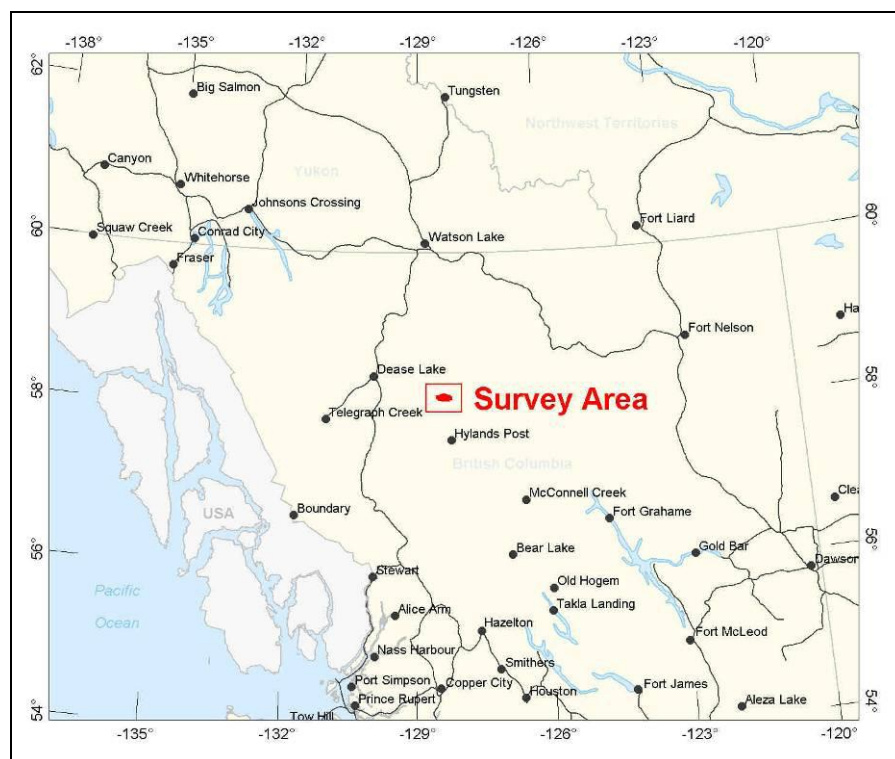 -138° -135° -132° -129° -126° -123° -120°
62°
Big Salmon
Tungsten
Northwest Territories
Canyon
Yukon
Whitehorse
Johnsons Crossing
60°
60°
Squaw Creek
Conrad City
Watson Lake
Fort Liard
Fraser
Ha
Fort Nelson
Dease Lake
58°
58°
Survey Area
Telegraph Creek
Hylands Post
British Columbia
McConnell Creek
Clea
USA
Boundary
Fort Grahame
56°
56°
Bear Lake
Gold Bar
Dawson
Stewart
Pacific
Ocean
Old Hogem
Alice Arm
Takla Landing
Hazelton
Fort McLeod
Nass Harbour
Smithers
Port Simpson
Copper City
Houston
Fort James
54°
54°
Prince Rupert
Aleza Lake
Tow Hill
-135° -132° -129° -126° -123° -120°